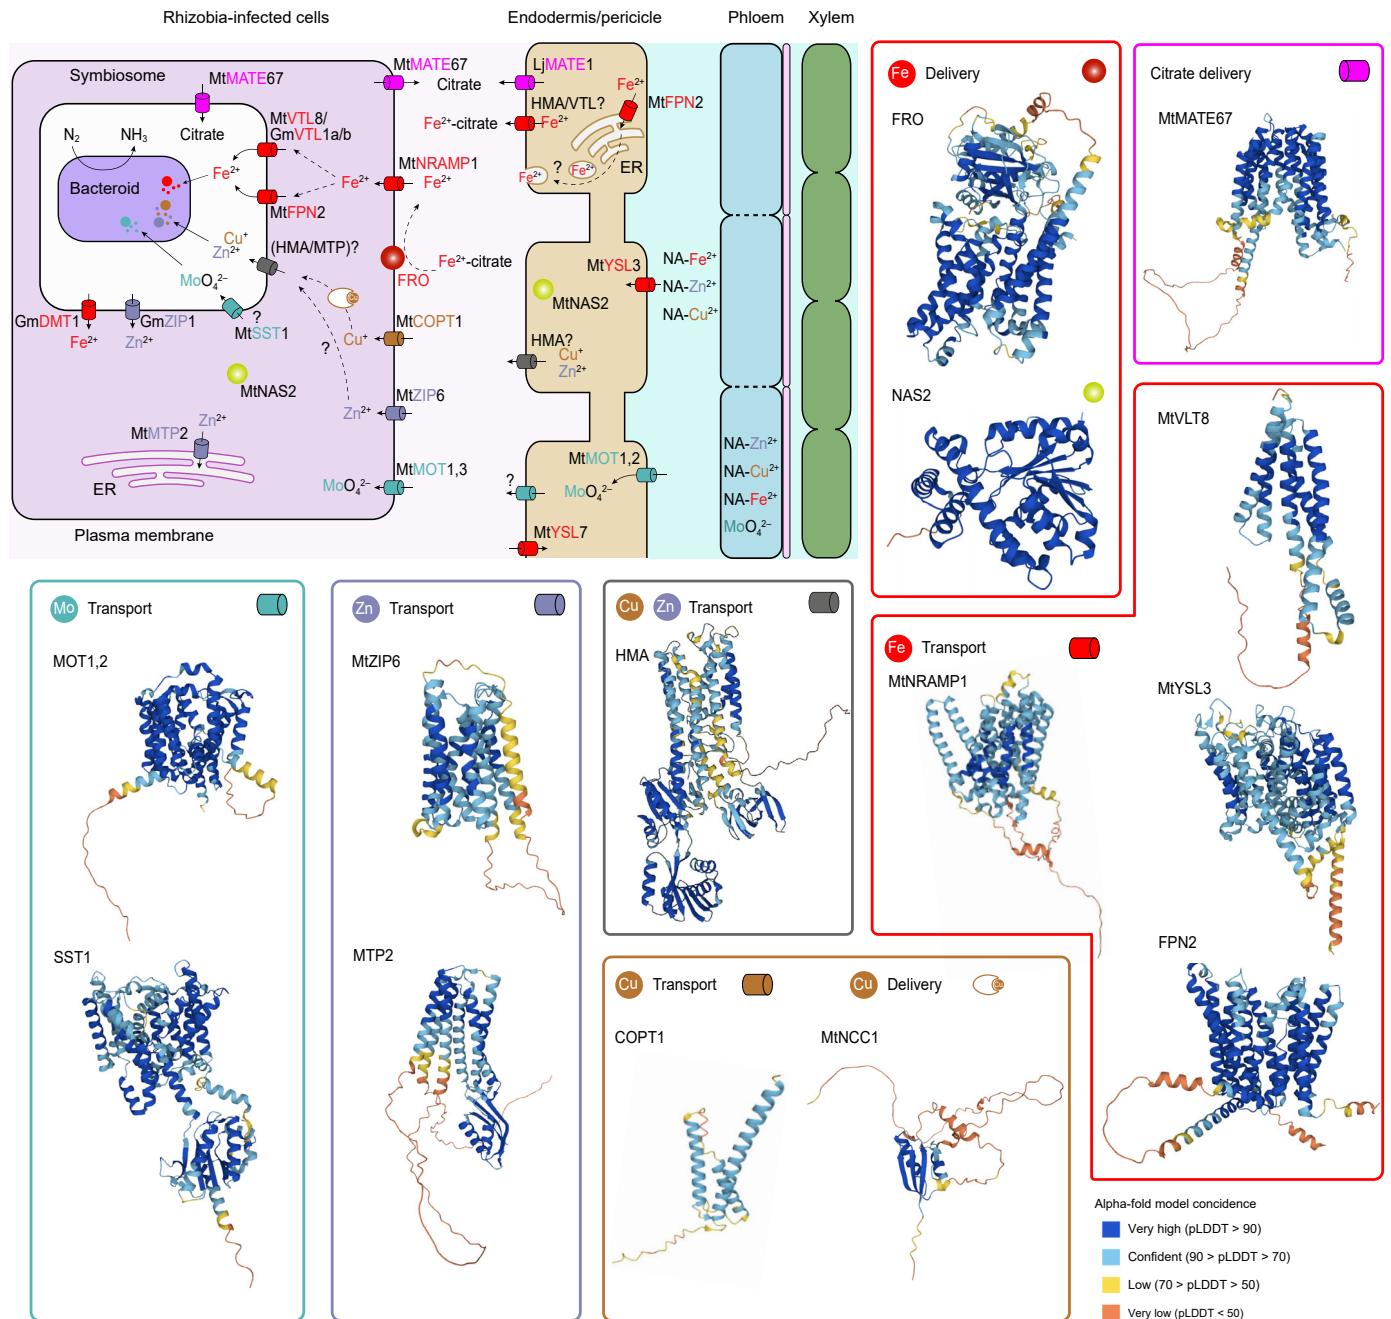 Rhizobia-infected cells
Endodermis/pericicle
Phloem
Xylem
Symbiosome
MtMATE67
Citrate
N₂
NH₃
Bacteroid
MtVTL8/
GmVTL1a/b
Fe²⁺
MtFPN2
Cu⁺
Zn²⁺
(HMA/MTP)?
MoO₄²⁻
?
MtSST1
GmDMT1
Fe²⁺
GmZIP1
Zn²⁺
MtNAS2
MtMTP2
Zn²⁺
ER
Plasma membrane
MtMATE67
Citrate
Fe²⁺-citrate
MtNRAMP1
Fe²⁺
Fe²⁺
Fe²⁺-citrate
FRO
Cu
MtCOPT1
Cu⁺
?
MtZIP6
Zn²⁺
MtMOT1,3
MoO₄²⁻
LjMATE1
HMA/VTL?
Fe²⁺
Fe²⁺
MtFPN2
ER
Fe²⁺
?
Fe²⁺
MtYSL3
MtNAS2
NA-Fe²⁺
NA-Zn²⁺
NA-Cu²⁺
HMA?
Cu⁺
Zn²⁺
MtMOT1,2
MoO₄²⁻
?
MtYSL7
NA-Zn²⁺
NA-Cu²⁺
NA-Fe²⁺
MoO₄²⁻
Fe Delivery
FRO
NAS2
Citrate delivery
MtMATE67
MtVLT8
Fe Transport
MtNRAMP1
MtYSL3
FPN2
Mo Transport
MOT1,2
SST1
Zn Transport
MtZIP6
MTP2
Cu Zn Transport
HMA
Cu Transport
COPT1
Cu Delivery
Cu
MtNCC1
Alpha-fold model concidence
Very high (pLDDT > 90)
Confident (90 > pLDDT > 70)
Low (70 > pLDDT > 50)
Very low (pLDDT < 50)